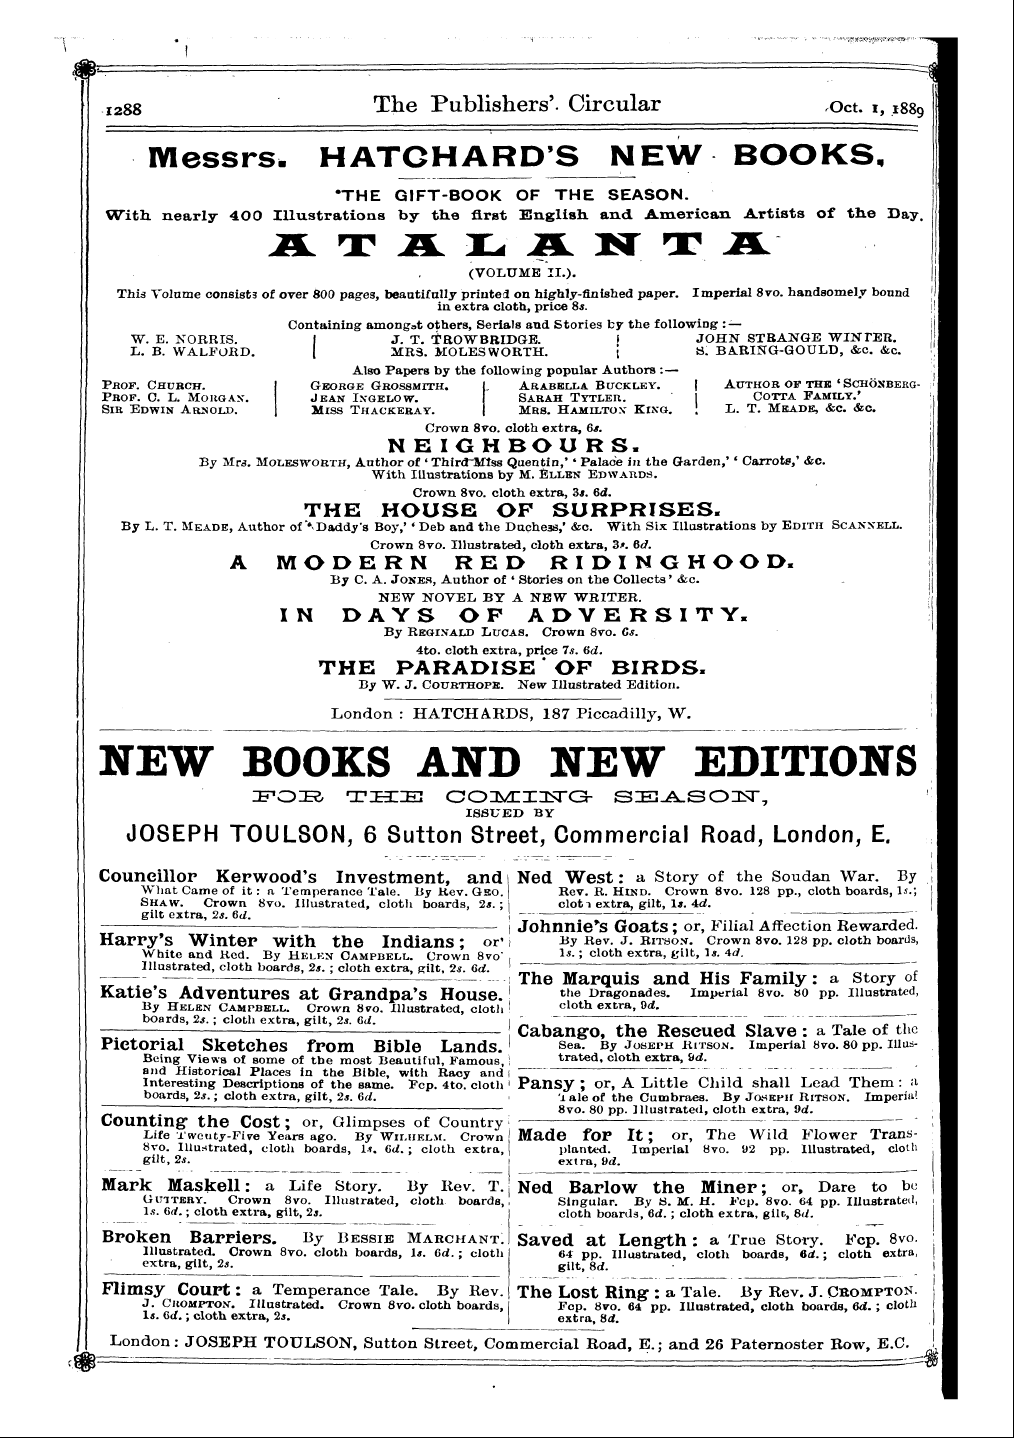 1288 The Publishers'. Circular Oct. 1, 1889
Messrs. HATCHARD'S NEW BOOKS,
THE GIFT-BOOK OF THE SEASON.
With nearly 400 Illustrations by the first English and American Artists of the Day.
ATALANTA
(VOLUME II.).
This Volume consists of over 800 pages, beautifully printed on highly-finished paper. Imperial 8vo. handsomely bound
in extra cloth, price 8s.
Containing amongst others, Serials and Stories by the following :—
W. E. NORRIS. J. T. TROWBRIDGE. JOHN STRANGE WINTER.
L. B. WALFORD. MRS. MOLESWORTH. S. BARING-GOULD, &c. &c.
Also Papers by the following popular Authors :—
PROF. CHURCH. GEORGE GROSSMITH. ARABELLA BUCKLEY. AUTHOR OF THE 'SCHÖNBERG-
PROF. C. L. MORGAN. JEAN INGELOW. SARAH TYTLER. COTTA FAMILY.'
SIR EDWIN ARNOLD. MISS THACKERAY. MRS. HAMILTON KING. L. T. MEADE, &c. &c.
Crown 8vo. cloth extra, 6s.
NEIGHBOURS.
By Mrs. MOLESWORTH, Author of 'Third Miss Quentin,' 'Palace in the Garden,' 'Carrots,' &c.
With Illustrations by M. ELLEN EDWARDS.
Crown 8vo. cloth extra, 3s. 6d.
THE HOUSE OF SURPRISES.
By L. T. MEADE, Author of 'Daddy's Boy,' 'Deb and the Duchess,' &c. With Six Illustrations by EDITH SCANNELL.
Crown 8vo. Illustrated, cloth extra, 3s. 6d.
A MODERN RED RIDINGHOOD.
By C. A. JONES, Author of 'Stories on the Collects' &c.
NEW NOVEL BY A NEW WRITER.
IN DAYS OF ADVERSITY.
By REGINALD LUCAS. Crown 8vo. 6s.
4to. cloth extra, price 7s. 6d.
THE PARADISE OF BIRDS.
By W. J. COURTHOPE. New Illustrated Edition.
London : HATCHARDS, 187 Piccadilly, W.
NEW BOOKS AND NEW EDITIONS
FOR THE COMING SEASON,
ISSUED BY
JOSEPH TOULSON, 6 Sutton Street, Commercial Road, London, E.
Councillor Kerwood's Investment, and
What Came of it : a Temperance Tale. By Rev. GEO.
SHAW. Crown 8vo. Illustrated, cloth boards, 2s. ;
gilt extra, 2s. 6d.
Harry's Winter with the Indians ; or'
White and Red. By HELEN CAMPBELL. Crown 8vo
Illustrated, cloth boards, 2s. ; cloth extra, gilt, 2s. 6d.
Katie's Adventures at Grandpa's House.
By HELEN CAMPBELL. Crown 8vo. Illustrated, cloth
boards, 2s. ; cloth extra, gilt, 2s. 6d.
Pictorial Sketches from Bible Lands.
Being Views of some of the most Beautiful, Famous,
and Historical Places in the Bible, with Racy and
Interesting Descriptions of the same. Fcp. 4to. cloth
boards, 2s. ; cloth extra, gilt, 2s. 6d.
Counting the Cost ; or, Glimpses of Country
Life Twenty-Five Years ago. By WILHELM. Crown
8vo. Illustrated, cloth boards, 1s. 6d. ; cloth extra,
gilt, 2s.
Mark Maskell : a Life Story. By Rev. T.
GUTTERY. Crown 8vo. Illustrated, cloth boards,
1s. 6d. ; cloth extra, gilt, 2s.
Broken Barriers. By BESSIE MARCHANT.
Illustrated. Crown 8vo. cloth boards, 1s. 6d. ; cloth
extra, gilt, 2s.
Flimsy Court : a Temperance Tale. By Rev.
J. CROMPTON. Illustrated. Crown 8vo. cloth boards,
1s. 6d. ; cloth extra, 2s.
Ned West : a Story of the Soudan War. By
Rev. R. HIND. Crown 8vo. 128 pp., cloth boards, 1s.;
cloth extra, gilt, 1s. 4d.
Johnnie's Goats ; or, Filial Affection Rewarded.
By Rev. J. RITSON. Crown 8vo. 128 pp. cloth boards,
1s. ; cloth extra, gilt, 1s. 4d.
The Marquis and His Family : a Story of
the Dragonades. Imperial 8vo. 80 pp. Illustrated,
cloth extra, 9d.
Cabango, the Rescued Slave : a Tale of the
Sea. By JOSEPH RITSON. Imperial 8vo. 80 pp. Illus-
trated, cloth extra, 9d.
Pansy ; or, A Little Child shall Lead Them : a
Tale of the Cumbraes. By JOSEPH RITSON. Imperial
8vo. 80 pp. Illustrated, cloth extra, 9d.
Made for It ; or, The Wild Flower Trans-
planted. Imperial 8vo. 92 pp. Illustrated, cloth
extra, 9d.
Ned Barlow the Miner ; or, Dare to be
Singular. By S. M. H. Fcp. 8vo. 64 pp. Illustrated,
cloth boards, 6d. ; cloth extra, gilt, 8d.
Saved at Length : a True Story. Fcp. 8vo.
64 pp. Illustrated, cloth boards, 6d. ; cloth extra,
gilt, 8d.
The Lost Ring : a Tale. By Rev. J. CROMPTON.
Fcp. 8vo. 64 pp. Illustrated, cloth boards, 6d. ; cloth
extra, 8d.
London : JOSEPH TOULSON, Sutton Street, Commercial Road, E. ; and 26 Paternoster Row, E.C.